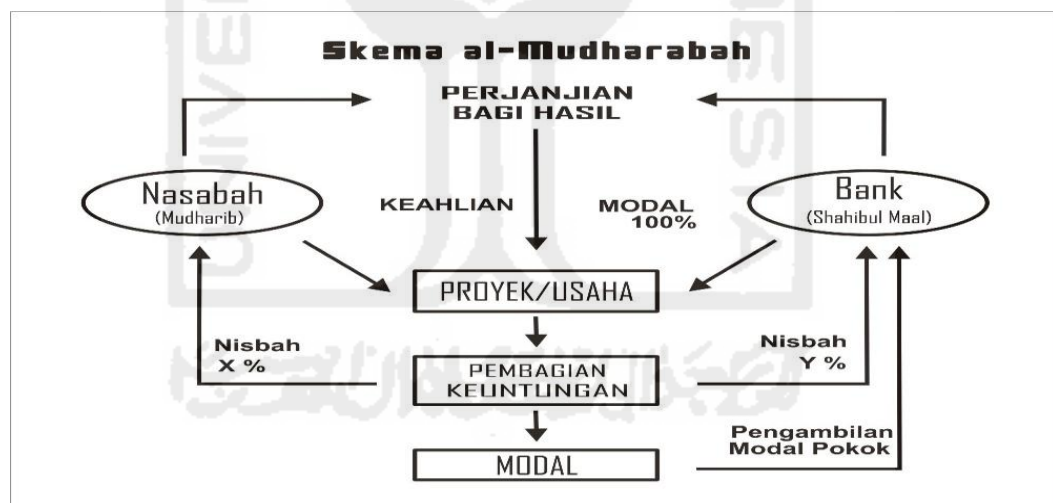 Skema al-Mudharabah
PERJANJIAN
BAGI HASIL
Nasabah
(Mudharib)
KEAHLIAN
MODAL
100%
Bank
(Shahibul Maal)
PROYEK/USAHA
Nisbah
X %
PEMBAGIAN
KEUNTUNGAN
Nisbah
Y %
MODAL
Pengambilan
Modal Pokok